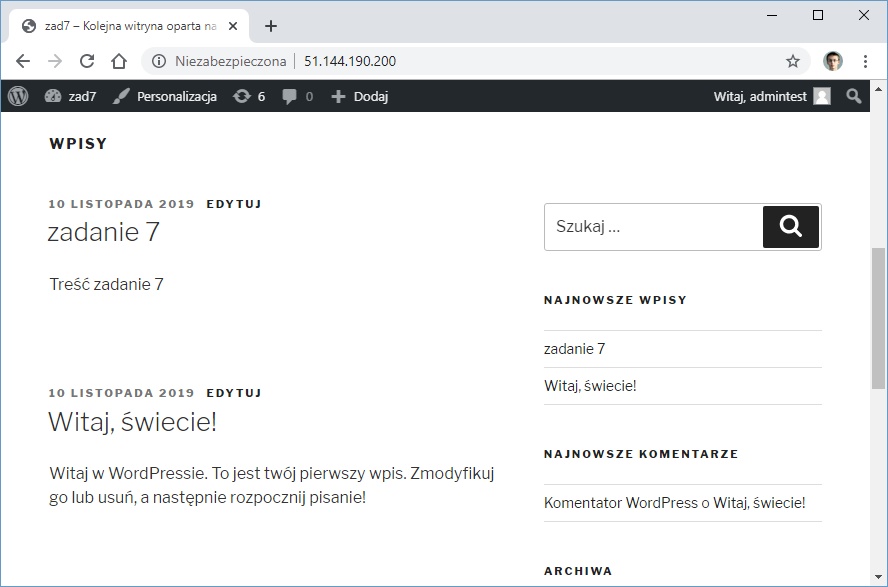 zad7 – Kolejna witryna oparta na
Niezabezpieczona 51.144.190.200
zad7 Personalizacja 6 0 Dodaj Witaj, admintest
WPISY
10 LISTOPADA 2019 EDYTUJ
zadanie 7
Treść zadanie 7
10 LISTOPADA 2019 EDYTUJ
Witaj, świecie!
Witaj w WordPressie. To jest twój pierwszy wpis. Zmodyfikuj
go lub usuń, a następnie rozpocznij pisanie!
Szukaj …
NAJNOWSZE WPISY
zadanie 7
Witaj, świecie!
NAJNOWSZE KOMENTARZE
Komentator WordPress o Witaj, świecie!
ARCHIWA